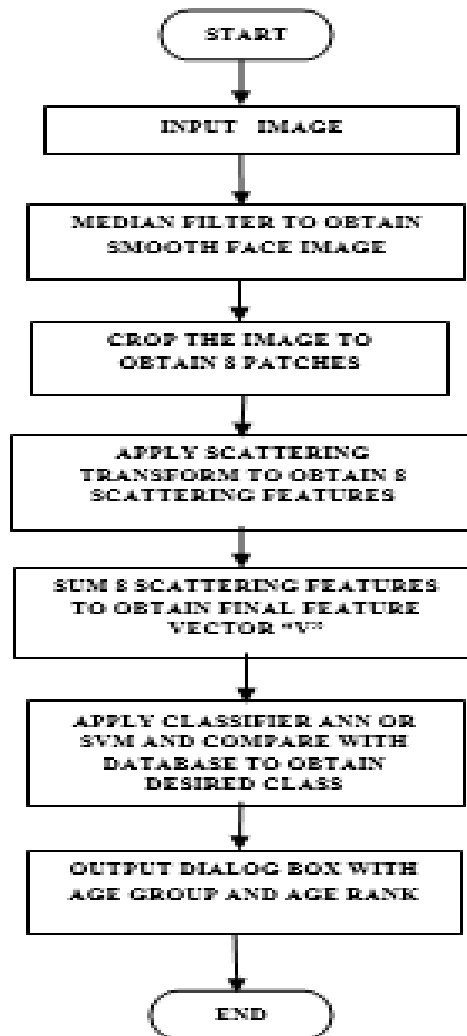 START
INPUT IMAGE
MEDIAN FILTER TO OBTAIN
SMOOTH FACE IMAGE
CROP THE IMAGE TO
OBTAIN 8 PATCHES
APPLY SCATTERING
TRANSFORM TO OBTAIN 8
SCATTERING FEATURES
SUM 8 SCATTERING FEATURES
TO OBTAIN FINAL FEATURE
VECTOR "V"
APPLY CLASSIFIER ANN OR
SVM AND COMPARE WITH
DATABASE TO OBTAIN
DESIRED CLASS
OUTPUT DIALOG BOX WITH
AGE GROUP AND AGE RANK
END